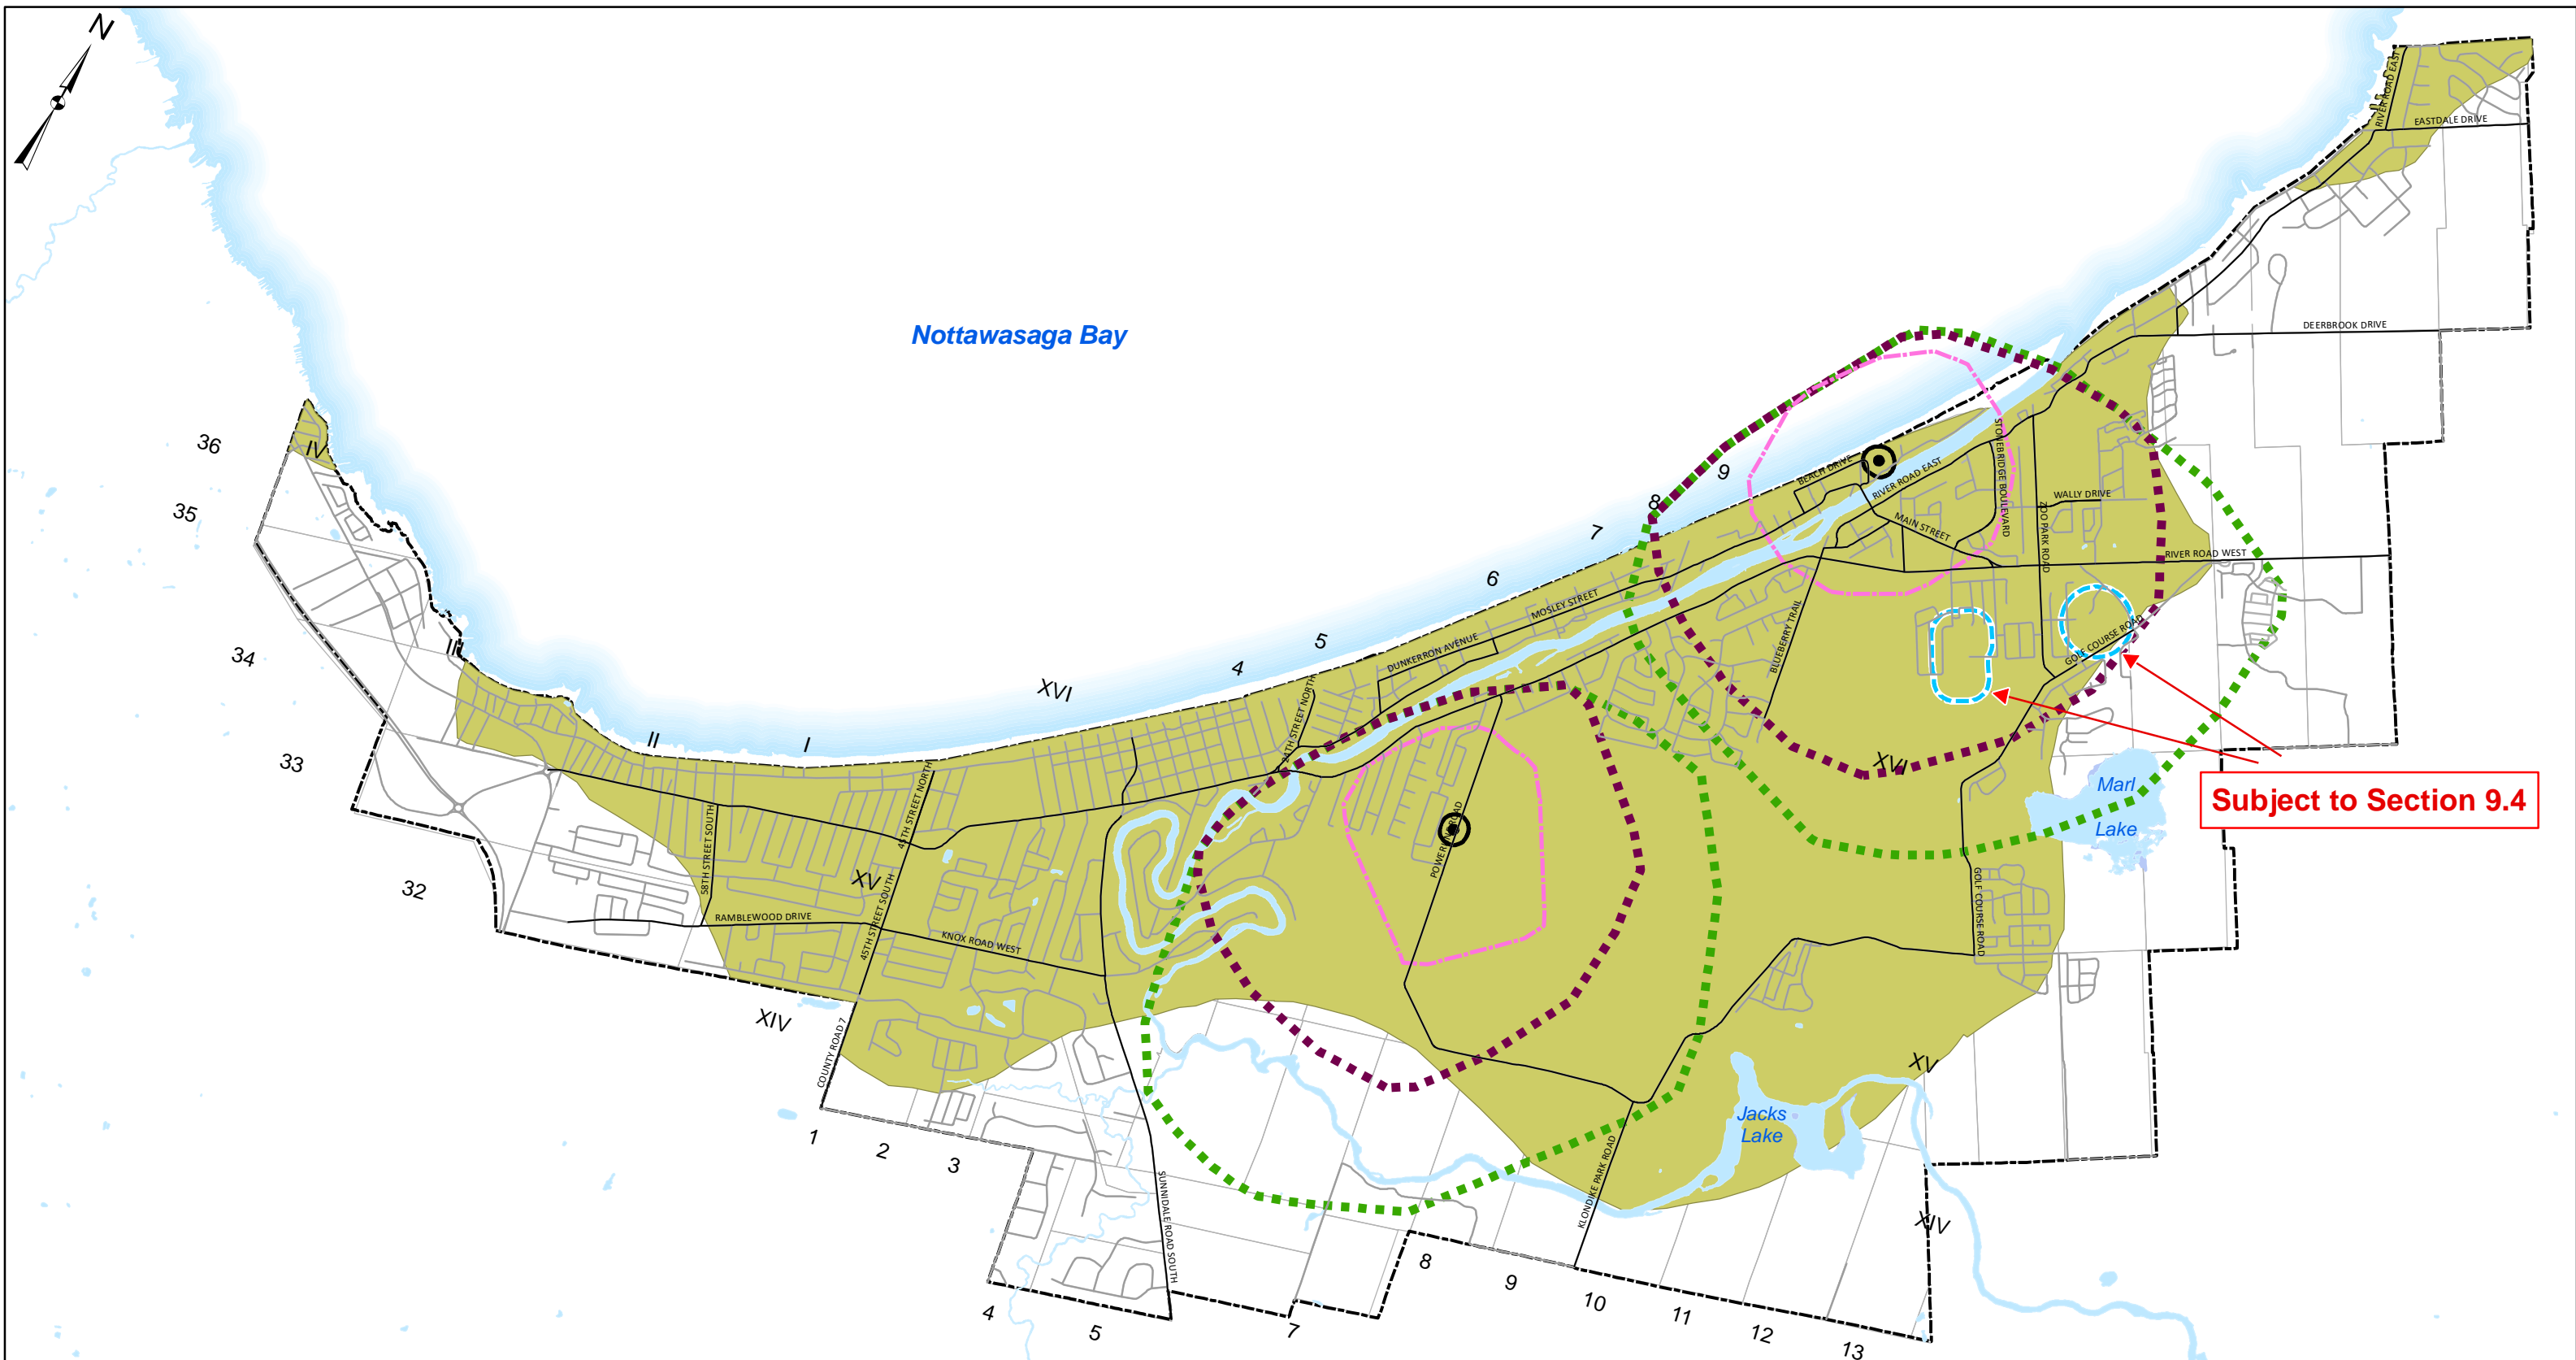 N
RIVER ROAD EAST
EASTDALE DRIVE
DEERBROOK DRIVE
Nottawasaga Bay
36
IV
35
34
II
33
32
II
I
XVI
4
5
6
7
8
9
BEACH DRIVE
RIVER ROAD EAST
STONEBRIDGE BOULEVARD
WALLY DRIVE
ZOO PARK ROAD
MAIN STREET
RIVER ROAD WEST
MOSLEY STREET
DUNKERRON AVENUE
BLUEBERRY TRAIL
GOLF COURSE ROAD
XVI
Marl
Lake
Subject to Section 9.4
58TH STREET SOUTH
45TH STREET NORTH
XV
45TH STREET SOUTH
RAMBLEWOOD DRIVE
KNOX ROAD WEST
GOLF COURSE ROAD
XIV
COUNTY ROAD 7
XV
Jacks
Lake
1
2
3
SUNNIDALE ROAD SOUTH
KLONDIKE PARK ROAD
XIV
4
5
7
8
9
10
11
12
13